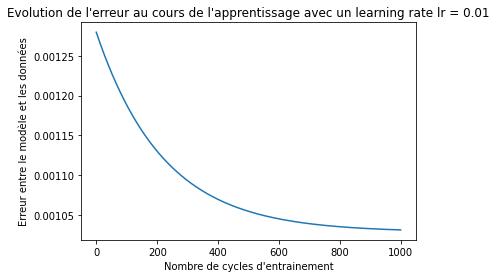 Evolution de l'erreur au cours de l'apprentissage avec un learning rate lr = 0.01
Erreur entre le modèle et les données
0.00125
0.00120
0.00115
0.00110
0.00105
0 200 400 600 800 1000
Nombre de cycles d'entrainement